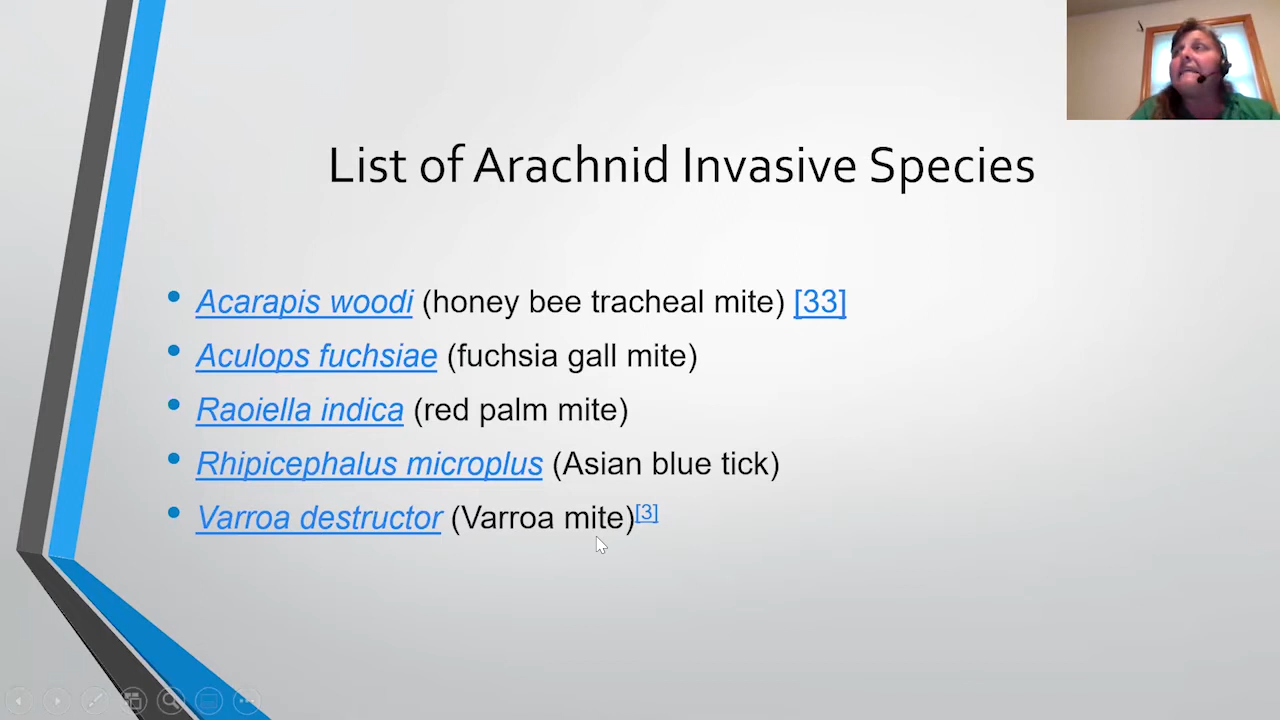 List of Arachnid Invasive Species
• Acarapis woodi (honey bee tracheal mite) [33]
• Aculops fuchsiae (fuchsia gall mite)
• Raoiella indica (red palm mite)
• Rhipicephalus microplus (Asian blue tick)
• Varroa destructor (Varroa mite)[3]